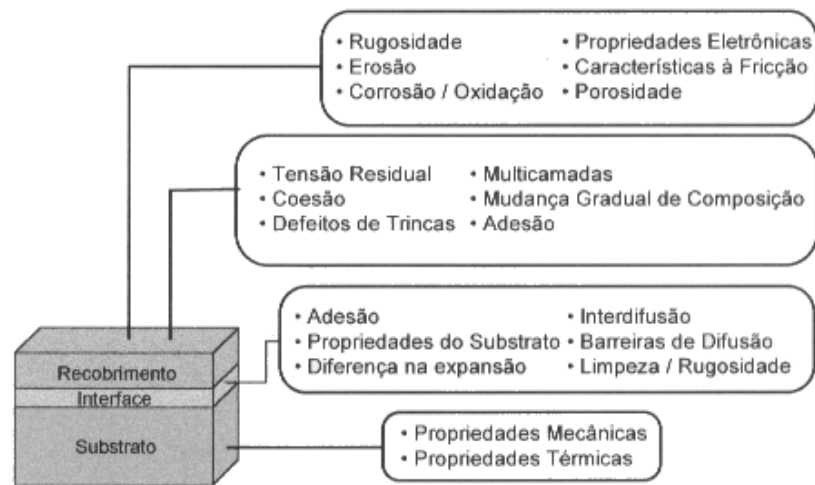 • Rugosidade • Propriedades Eletrônicas
• Erosão • Características à Fricção
• Corrosão / Oxidação • Porosidade
• Tensão Residual • Multicamadas
• Coesão • Mudança Gradual de Composição
• Defeitos de Trincas • Adesão
• Adesão • Interdifusão
• Propriedades do Substrato • Barreiras de Difusão
• Diferença na expansão • Limpeza / Rugosidade
Recobrimento
Interface
Substrato
• Propriedades Mecânicas
• Propriedades Térmicas